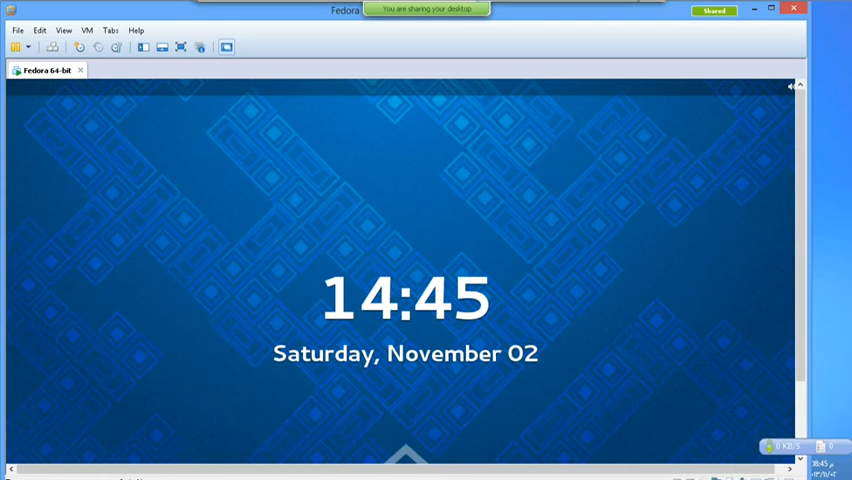 Fedora
You are sharing your desktop
Shared
File Edit View VM Tabs Help
Fedora 64-bit
14:45
Saturday, November 02
0 KB/S 0